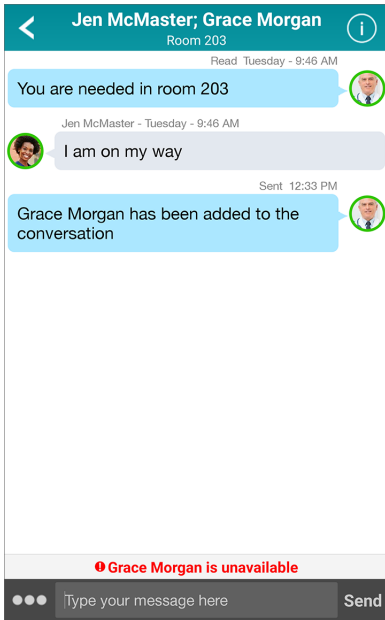 Jen McMaster; Grace Morgan
Room 203
Read Tuesday - 9:46 AM
You are needed in room 203
Jen McMaster - Tuesday - 9:46 AM
I am on my way
Sent 12:33 PM
Grace Morgan has been added to the
conversation
Grace Morgan is unavailable
Type your message here
Send